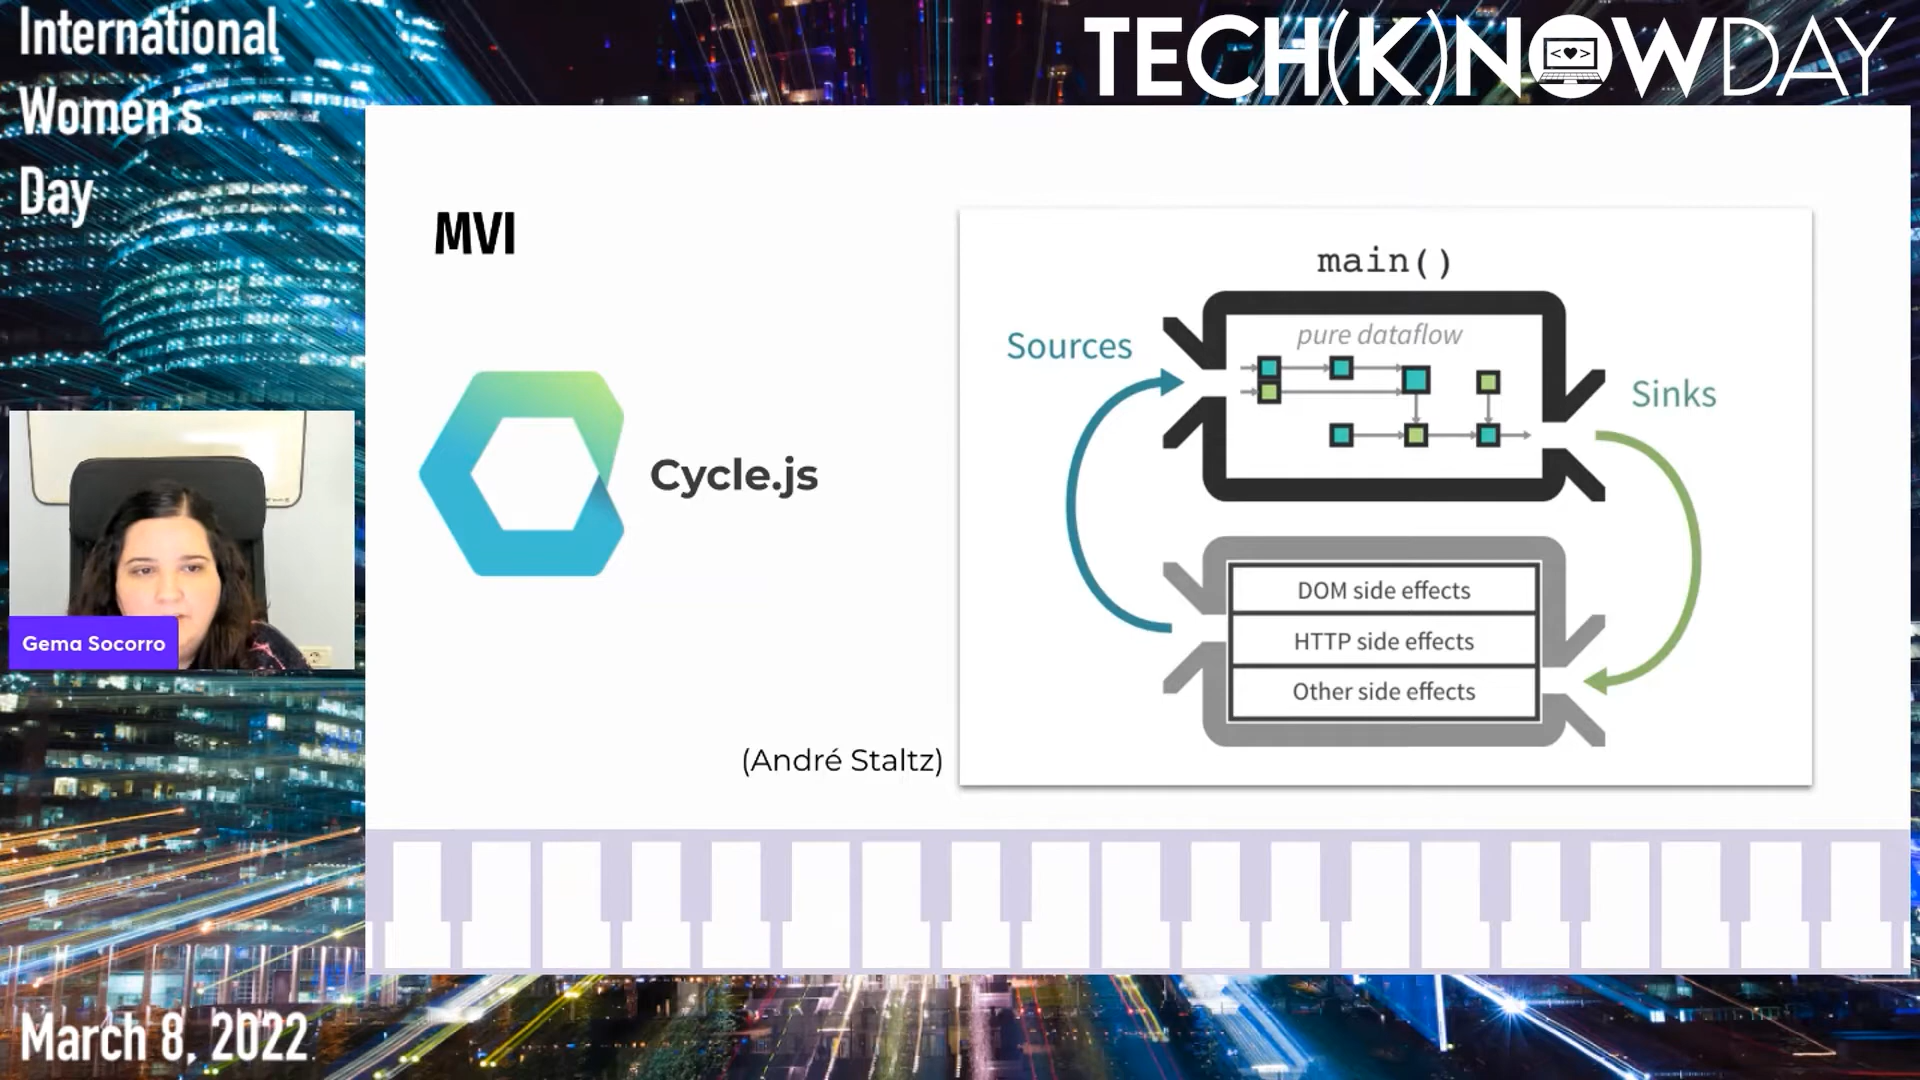 International
Women's
Day
TECH(K)NOWDAY
MVI
Cycle.js
(André Staltz)
main()
pure dataflow
Sources
Sinks
DOM side effects
HTTP side effects
Other side effects
Gema Socorro
March 8, 2022